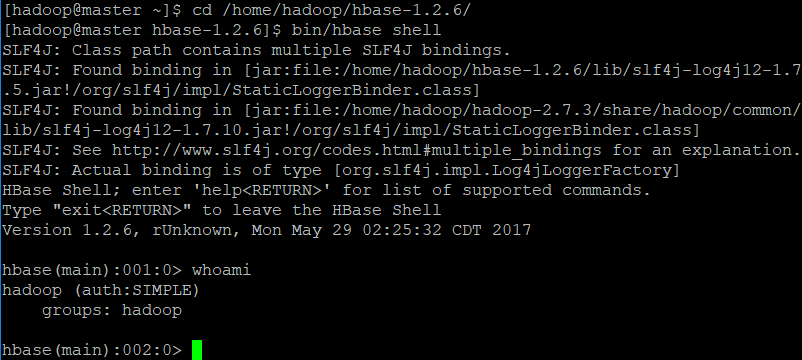 [hadoop@master ~]$ cd /home/hadoop/hbase-1.2.6/
[hadoop@master hbase-1.2.6]$ bin/hbase shell
SLF4J: Class path contains multiple SLF4J bindings.
SLF4J: Found binding in [jar:file:/home/hadoop/hbase-1.2.6/lib/slf4j-log4j12-1.7
.5.jar!/org/slf4j/impl/StaticLoggerBinder.class]
SLF4J: Found binding in [jar:file:/home/hadoop/hadoop-2.7.3/share/hadoop/common/
lib/slf4j-log4j12-1.7.10.jar!/org/slf4j/impl/StaticLoggerBinder.class]
SLF4J: See http://www.slf4j.org/codes.html#multiple_bindings for an explanation.
SLF4J: Actual binding is of type [org.slf4j.impl.Log4jLoggerFactory]
HBase Shell; enter 'help<RETURN>' for list of supported commands.
Type "exit<RETURN>" to leave the HBase Shell
Version 1.2.6, rUnknown, Mon May 29 02:25:32 CDT 2017
hbase(main):001:0> whoami
hadoop (auth:SIMPLE)
    groups: hadoop
hbase(main):002:0>